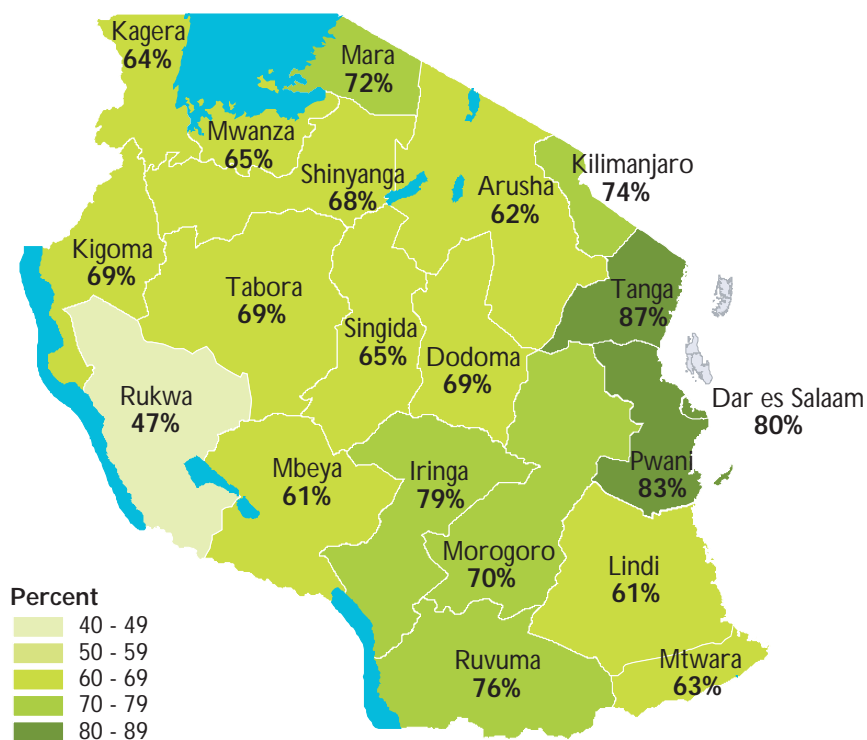 Kagera
64%
Mara
72%
Mwanza
65%
Shinyanga
68%
Arusha
62%
Kilimanjaro
74%
Kigoma
69%
Tabora
69%
Singida
65%
Dodoma
69%
Tanga
87%
Rukwa
47%
Dar es Salaam
80%
Mbeya
61%
Iringa
79%
Pwani
83%
Morogoro
70%
Lindi
61%
Ruvuma
76%
Mtwara
63%
Percent
40 - 49
50 - 59
60 - 69
70 - 79
80 - 89